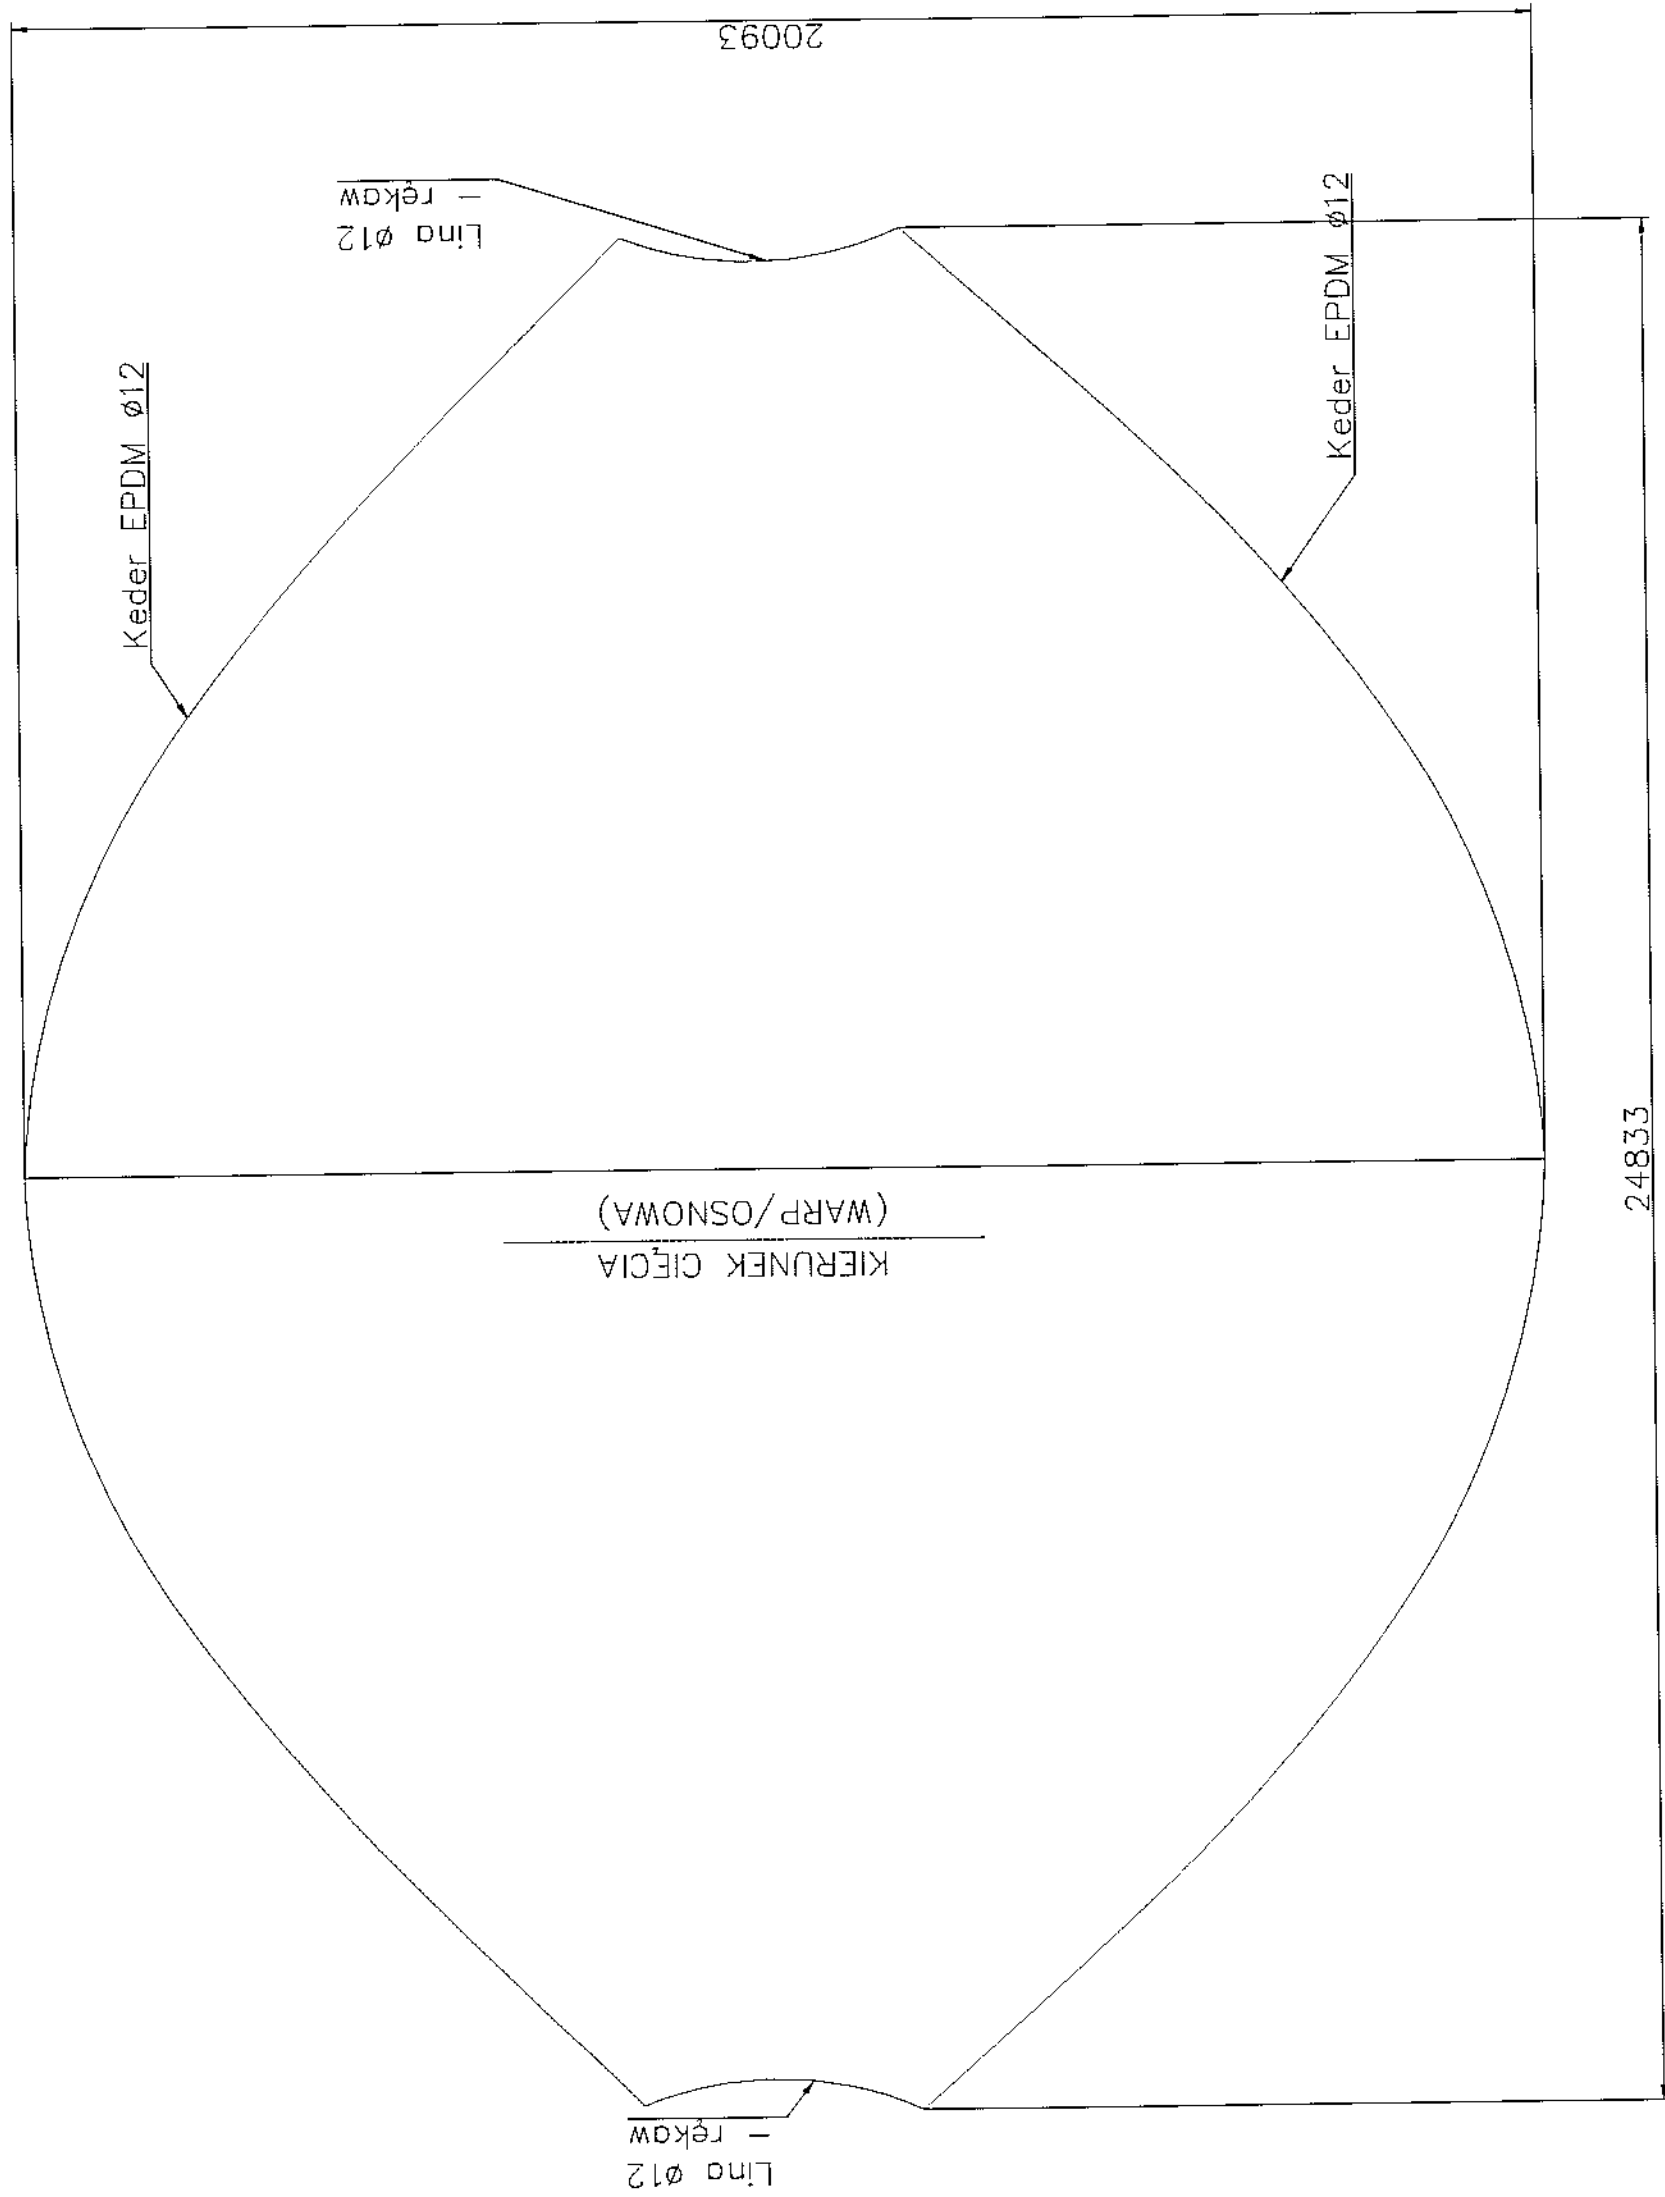 20093
Lina ø12
– rękaw
Keder EPDM ø12
Keder EPDM ø12
KIERUNEK CIĘCIA
(WARP/OSNOWA)
24833
Lina ø12
– rękaw